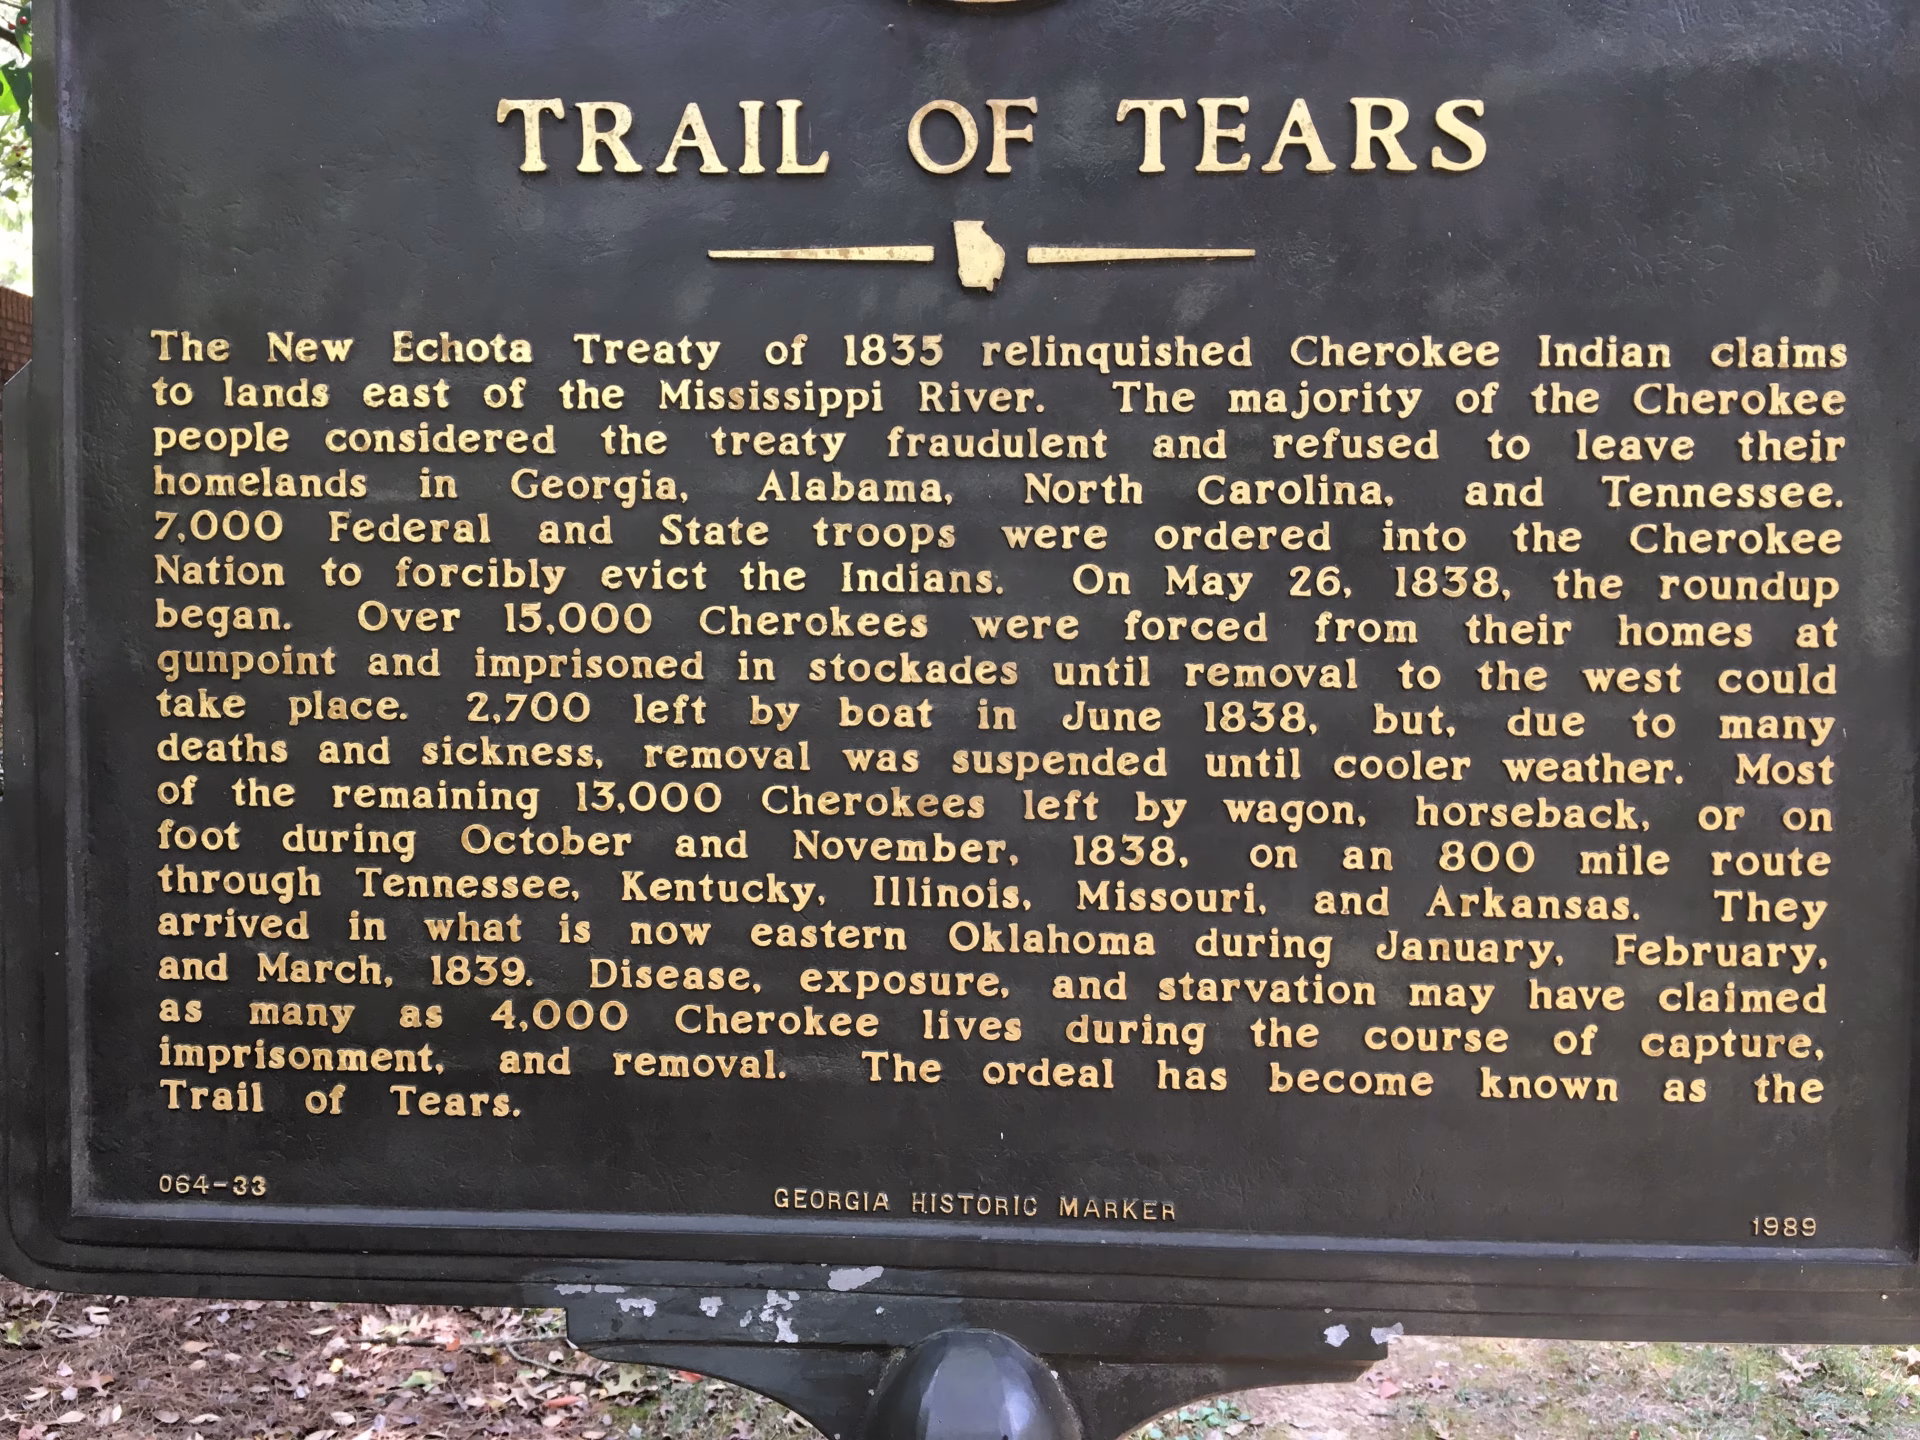 TRAIL OF TEARS
The New Echota Treaty of 1835 relinquished Cherokee Indian claims
to lands east of the Mississippi River. The majority of the Cherokee
people considered the treaty fraudulent and refused to leave their
homelands in Georgia, Alabama, North Carolina, and Tennessee.
7,000 Federal and State troops were ordered into the Cherokee
Nation to forcibly evict the Indians. On May 26, 1838, the roundup
began. Over 15,000 Cherokees were forced from their homes at
gunpoint and imprisoned in stockades until removal to the west could
take place. 2,700 left by boat in June 1838, but, due to many
deaths and sickness, removal was suspended until cooler weather. Most
of the remaining 13,000 Cherokees left by wagon, horseback, or on
foot during October and November, 1838, on an 800 mile route
through Tennessee, Kentucky, Illinois, Missouri, and Arkansas. They
arrived in what is now eastern Oklahoma during January, February,
and March, 1839. Disease, exposure, and starvation may have claimed
as many as 4,000 Cherokee lives during the course of capture,
imprisonment, and removal. The ordeal has become known as the
Trail of Tears.
064-33 GEORGIA HISTORIC MARKER 1989